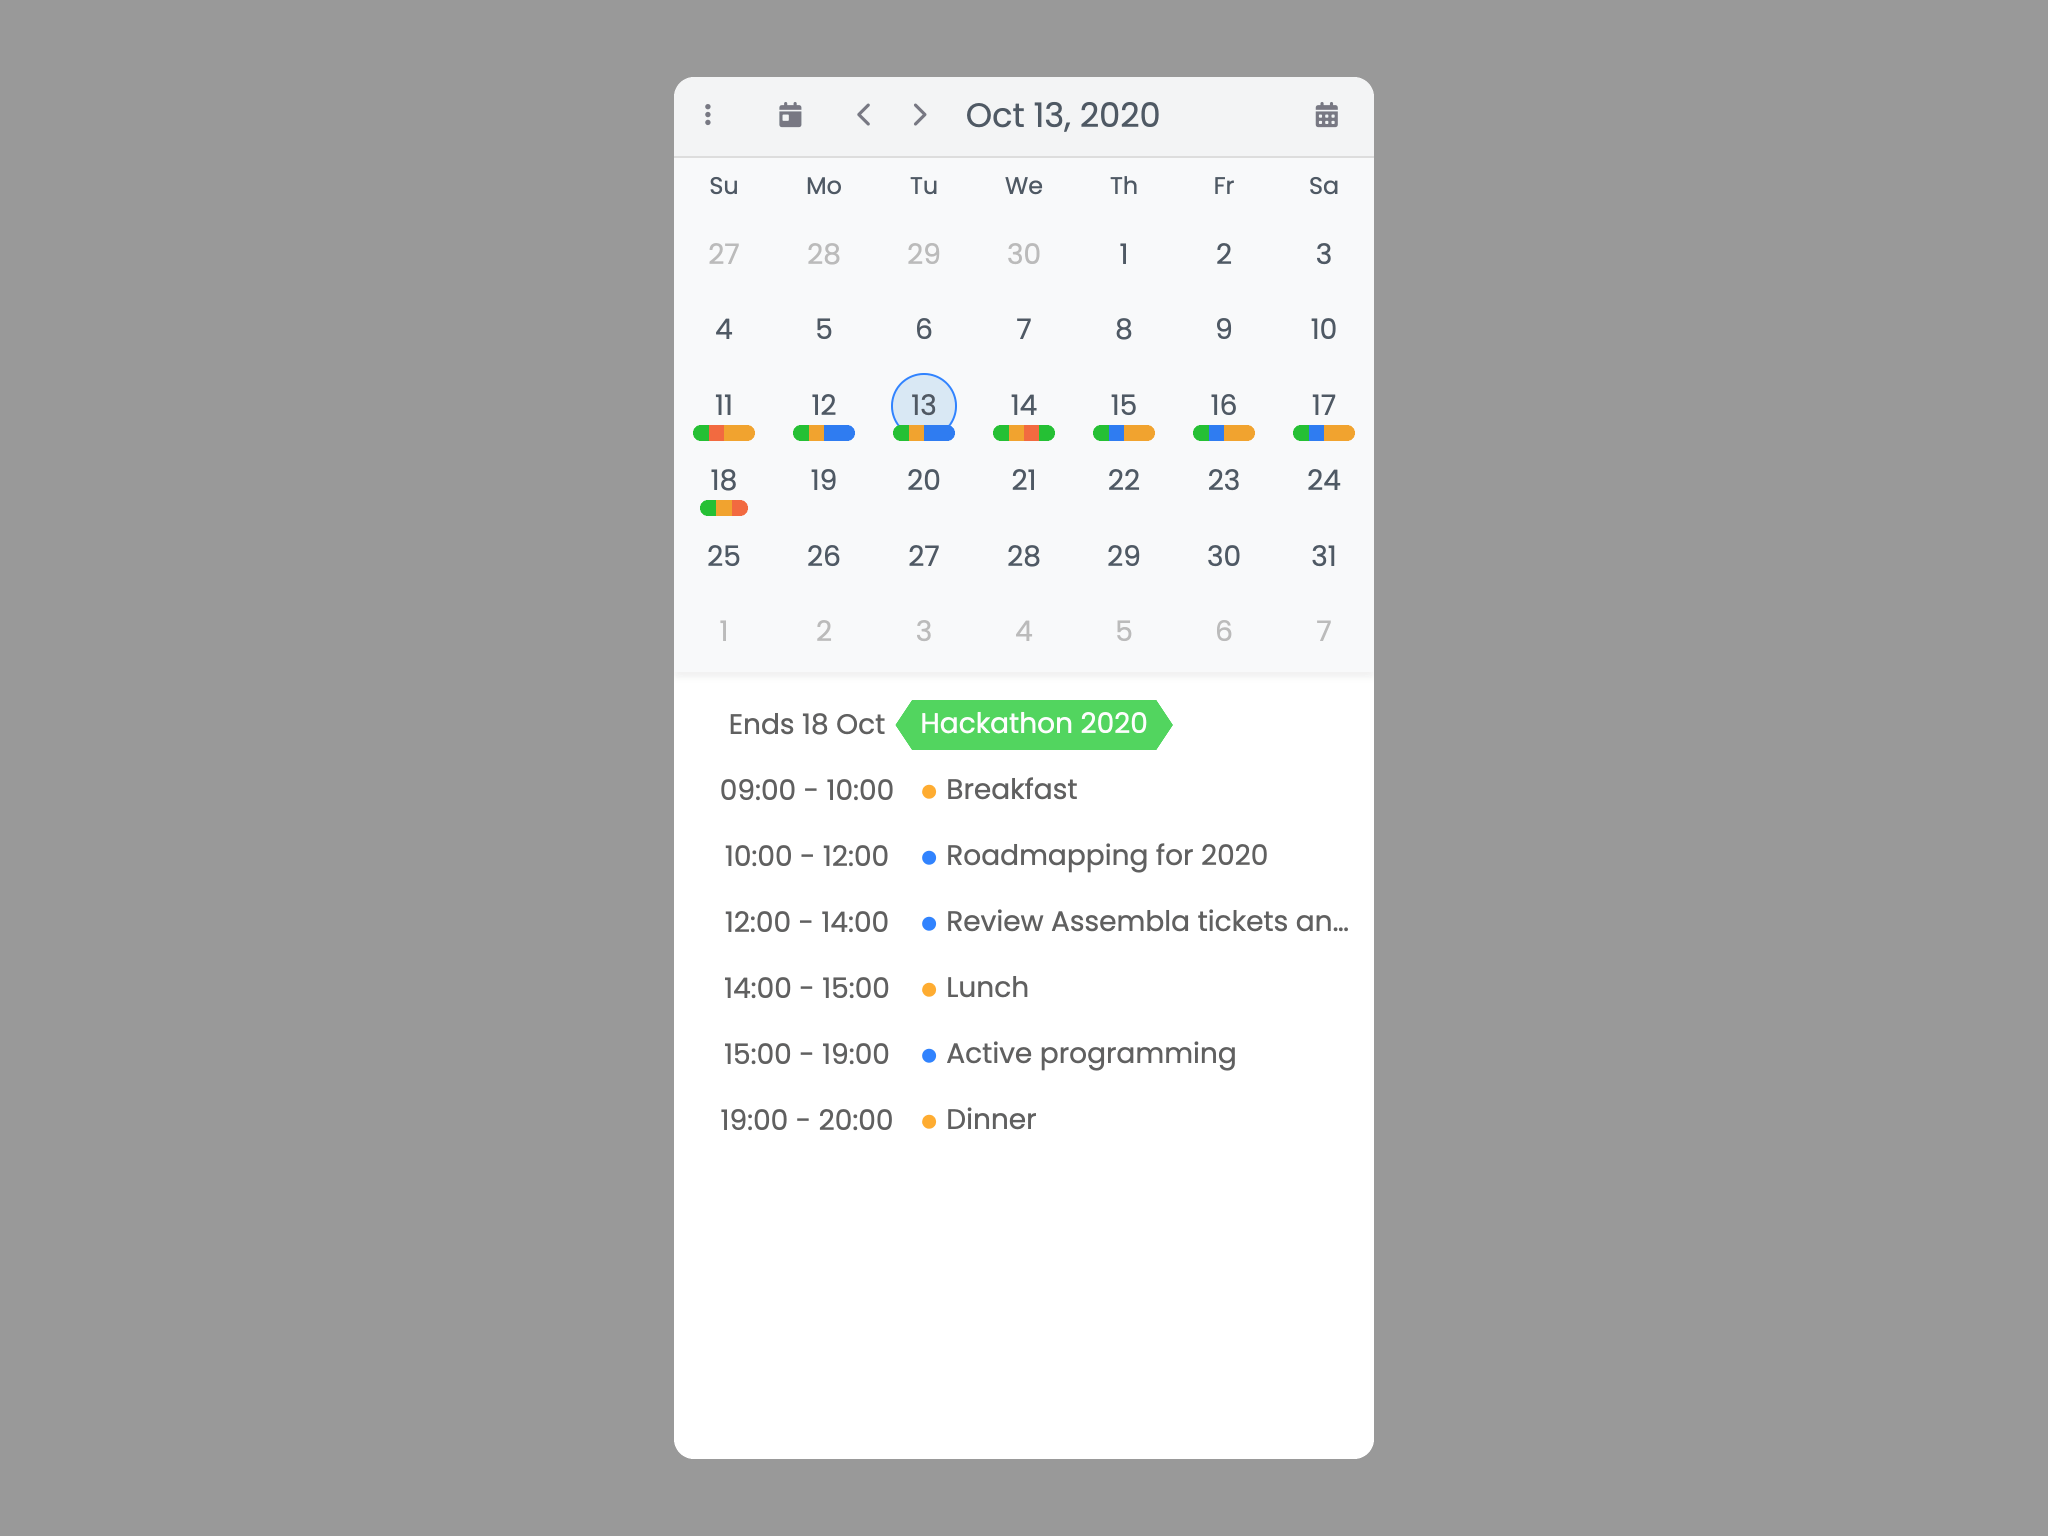 Oct 13, 2020
Su Mo Tu We Th Fr Sa
27 28 29 30 1 2 3
4 5 6 7 8 9 10
11 12 13 14 15 16 17
18 19 20 21 22 23 24
25 26 27 28 29 30 31
1 2 3 4 5 6 7
Ends 18 Oct Hackathon 2020
09:00 - 10:00 Breakfast
10:00 - 12:00 Roadmapping for 2020
12:00 - 14:00 Review Assembla tickets an...
14:00 - 15:00 Lunch
15:00 - 19:00 Active programming
19:00 - 20:00 Dinner